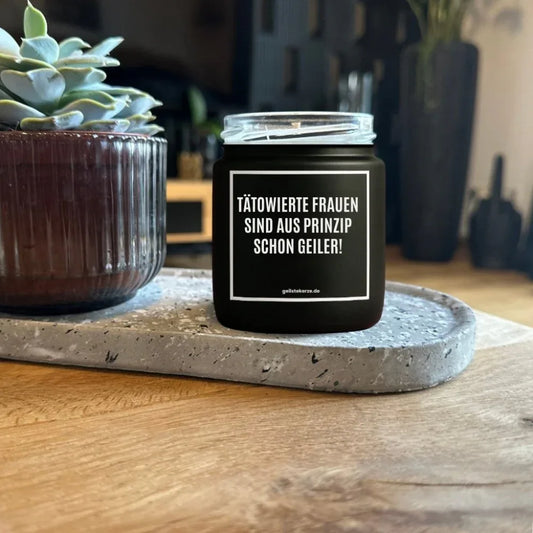 TÄTOWIERTE FRAUEN
SIND AUS PRINZIP
SCHON GEILER!
geilstekerze.de